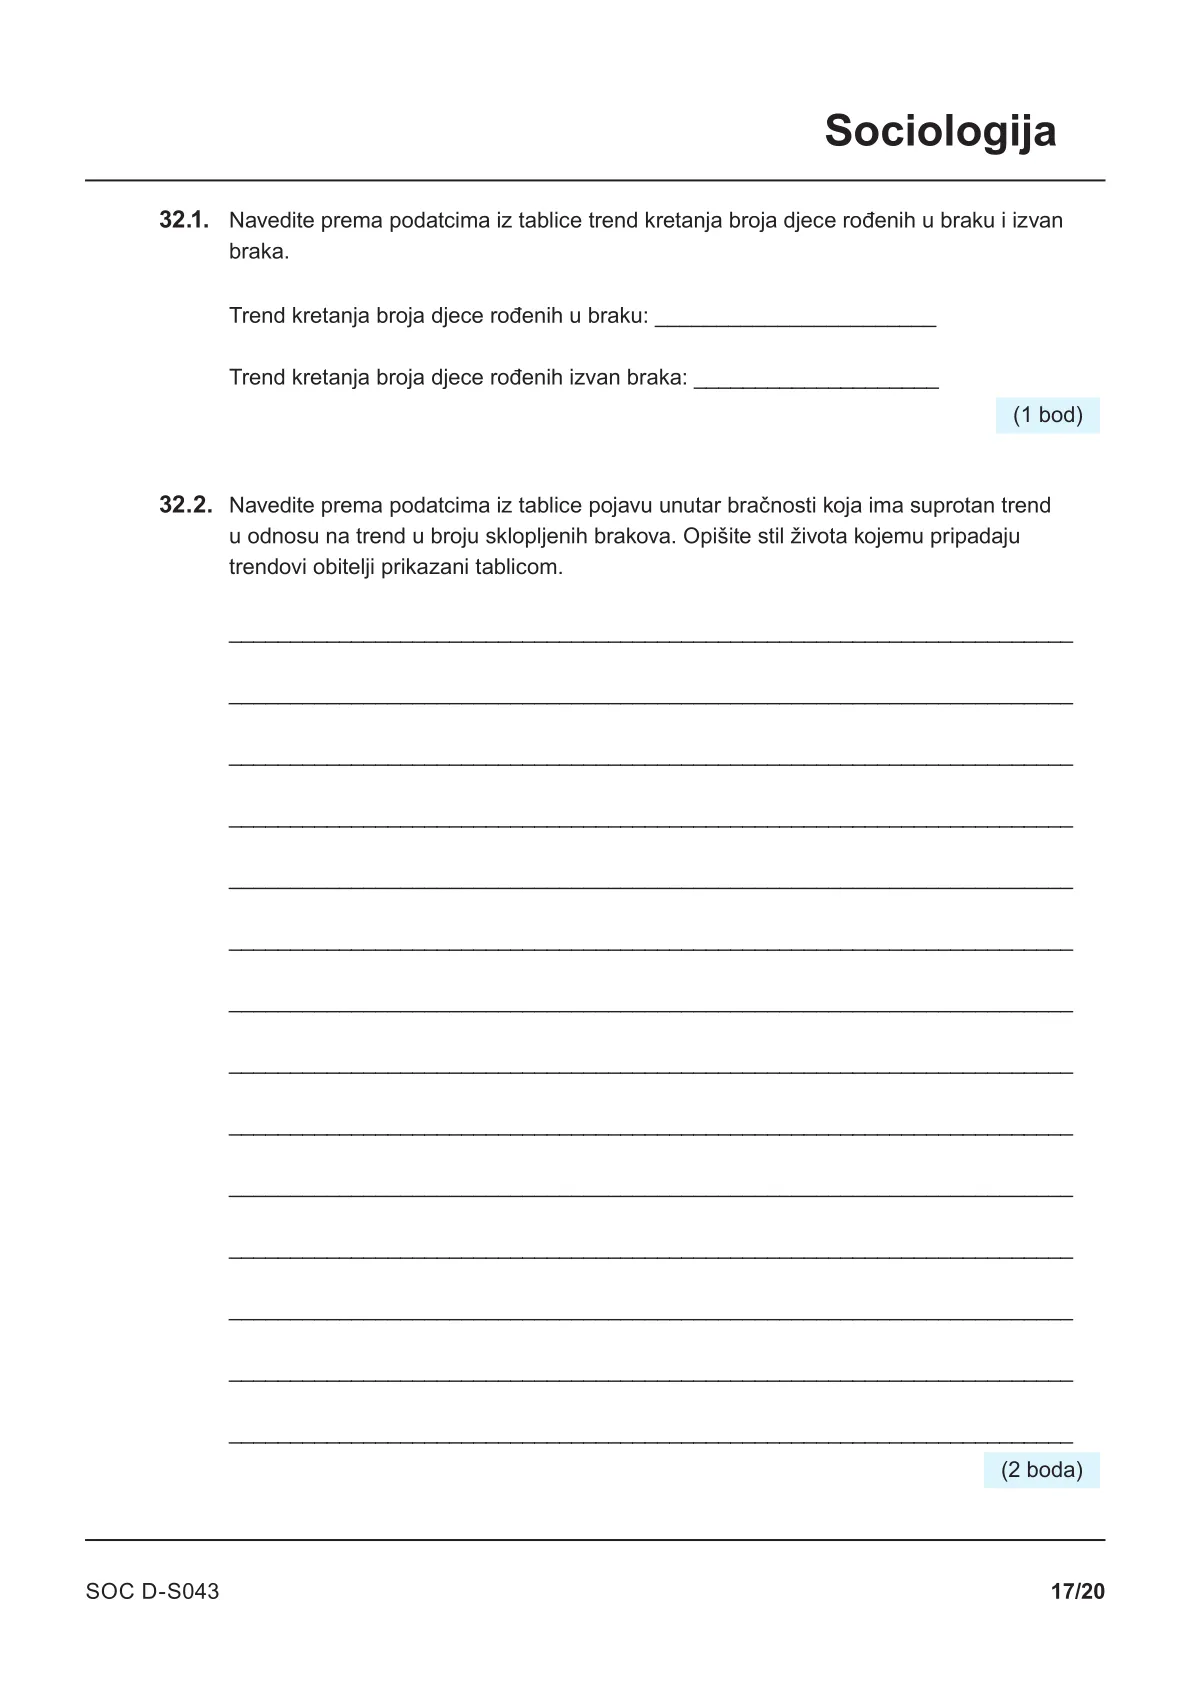 Sociologija
32.1. Navedite prema podatcima iz tablice trend kretanja broja djece rođenih u braku i izvan
braka.
Trend kretanja broja djece rođenih u braku: _______________________
Trend kretanja broja djece rođenih izvan braka: ____________________
(1 bod)
32.2. Navedite prema podatcima iz tablice pojavu unutar bračnosti koja ima suprotan trend
u odnosu na trend u broju sklopljenih brakova. Opišite stil života kojemu pripadaju
trendovi obitelji prikazani tablicom.
(2 boda)
SOC D-S043
17/20